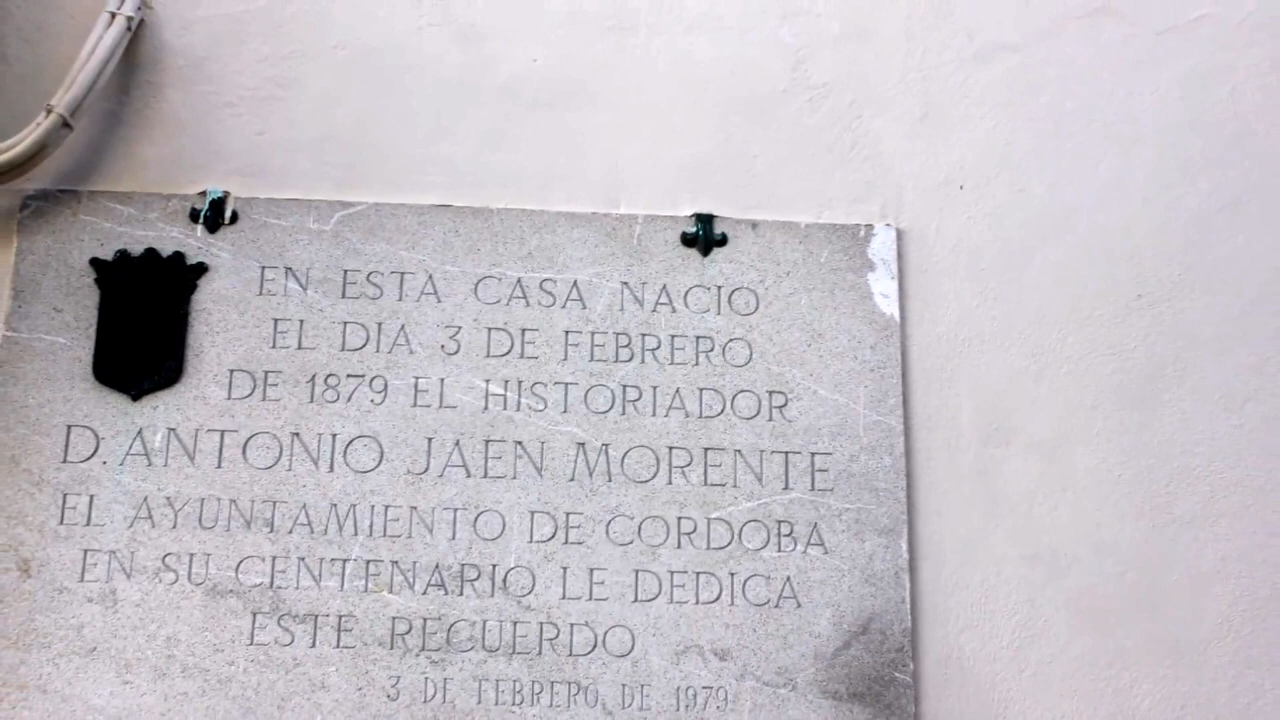 EN ESTA CASA NACIO
EL DIA 3 DE FEBRERO
DE 1879 EL HISTORIADOR
D. ANTONIO JAEN MORENTE
EL AYUNTAMIENTO DE CORDOBA
EN SU CENTENARIO LE DEDICA
ESTE RECUERDO
3 DE FEBRERO DE 1979